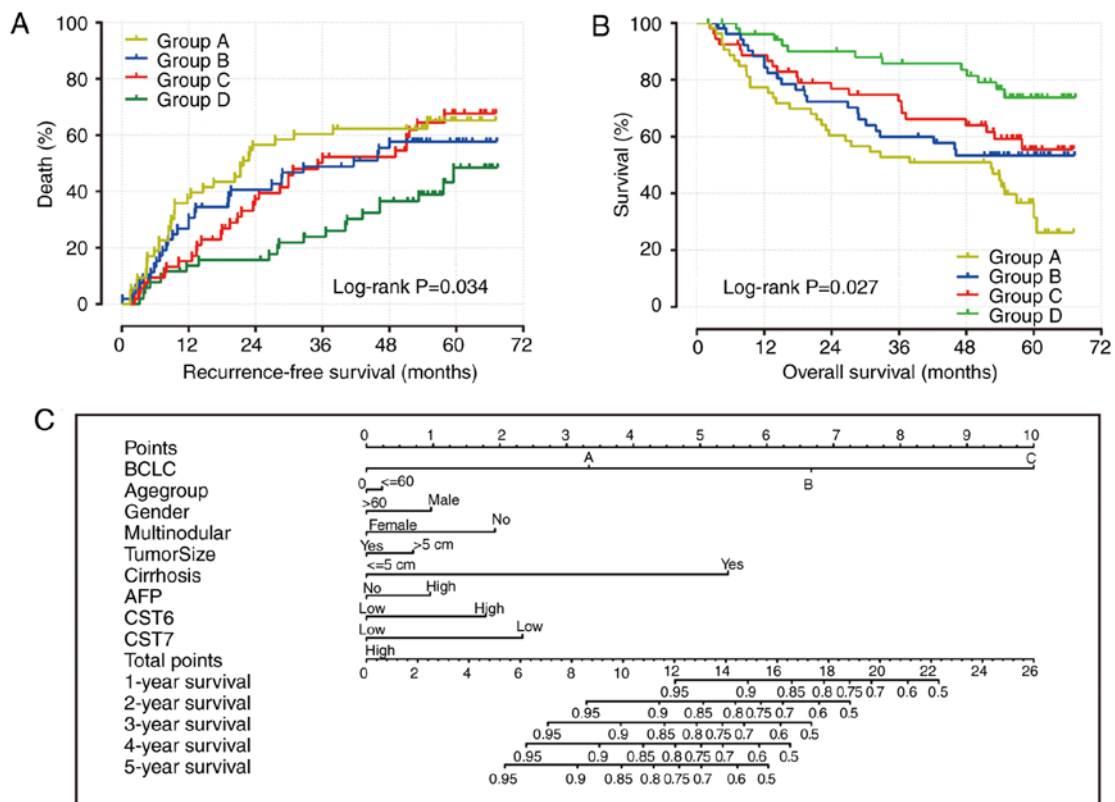 A
100
80
60
40
20
0
Death (%)
Group A
Group B
Group C
Group D
Log-rank P=0.034
0 12 24 36 48 60 72
Recurrence-free survival (months)
B
100
80
60
40
20
0
Survival (%)
Group A
Group B
Group C
Group D
Log-rank P=0.027
0 12 24 36 48 60 72
Overall survival (months)
C
Points 0 1 2 3 4 5 6 7 8 9 10
BCLC A C
0 B
Agegroup <=60
>60
Gender Male
Female
Multinodular No
Yes
TumorSize >5 cm
<=5 cm
Cirrhosis Yes
No
AFP High
Low
CST6 High
Low
CST7 Low
High
Total points 0 2 4 6 8 10 12 14 16 18 20 22 24 26
1-year survival
0.95 0.9 0.85 0.8 0.75 0.7 0.6 0.5
2-year survival
0.95 0.9 0.85 0.8 0.75 0.7 0.6 0.5
3-year survival
0.95 0.9 0.85 0.8 0.75 0.7 0.6 0.5
4-year survival
0.95 0.9 0.85 0.8 0.75 0.7 0.6 0.5
5-year survival
0.95 0.9 0.85 0.8 0.75 0.7 0.6 0.5